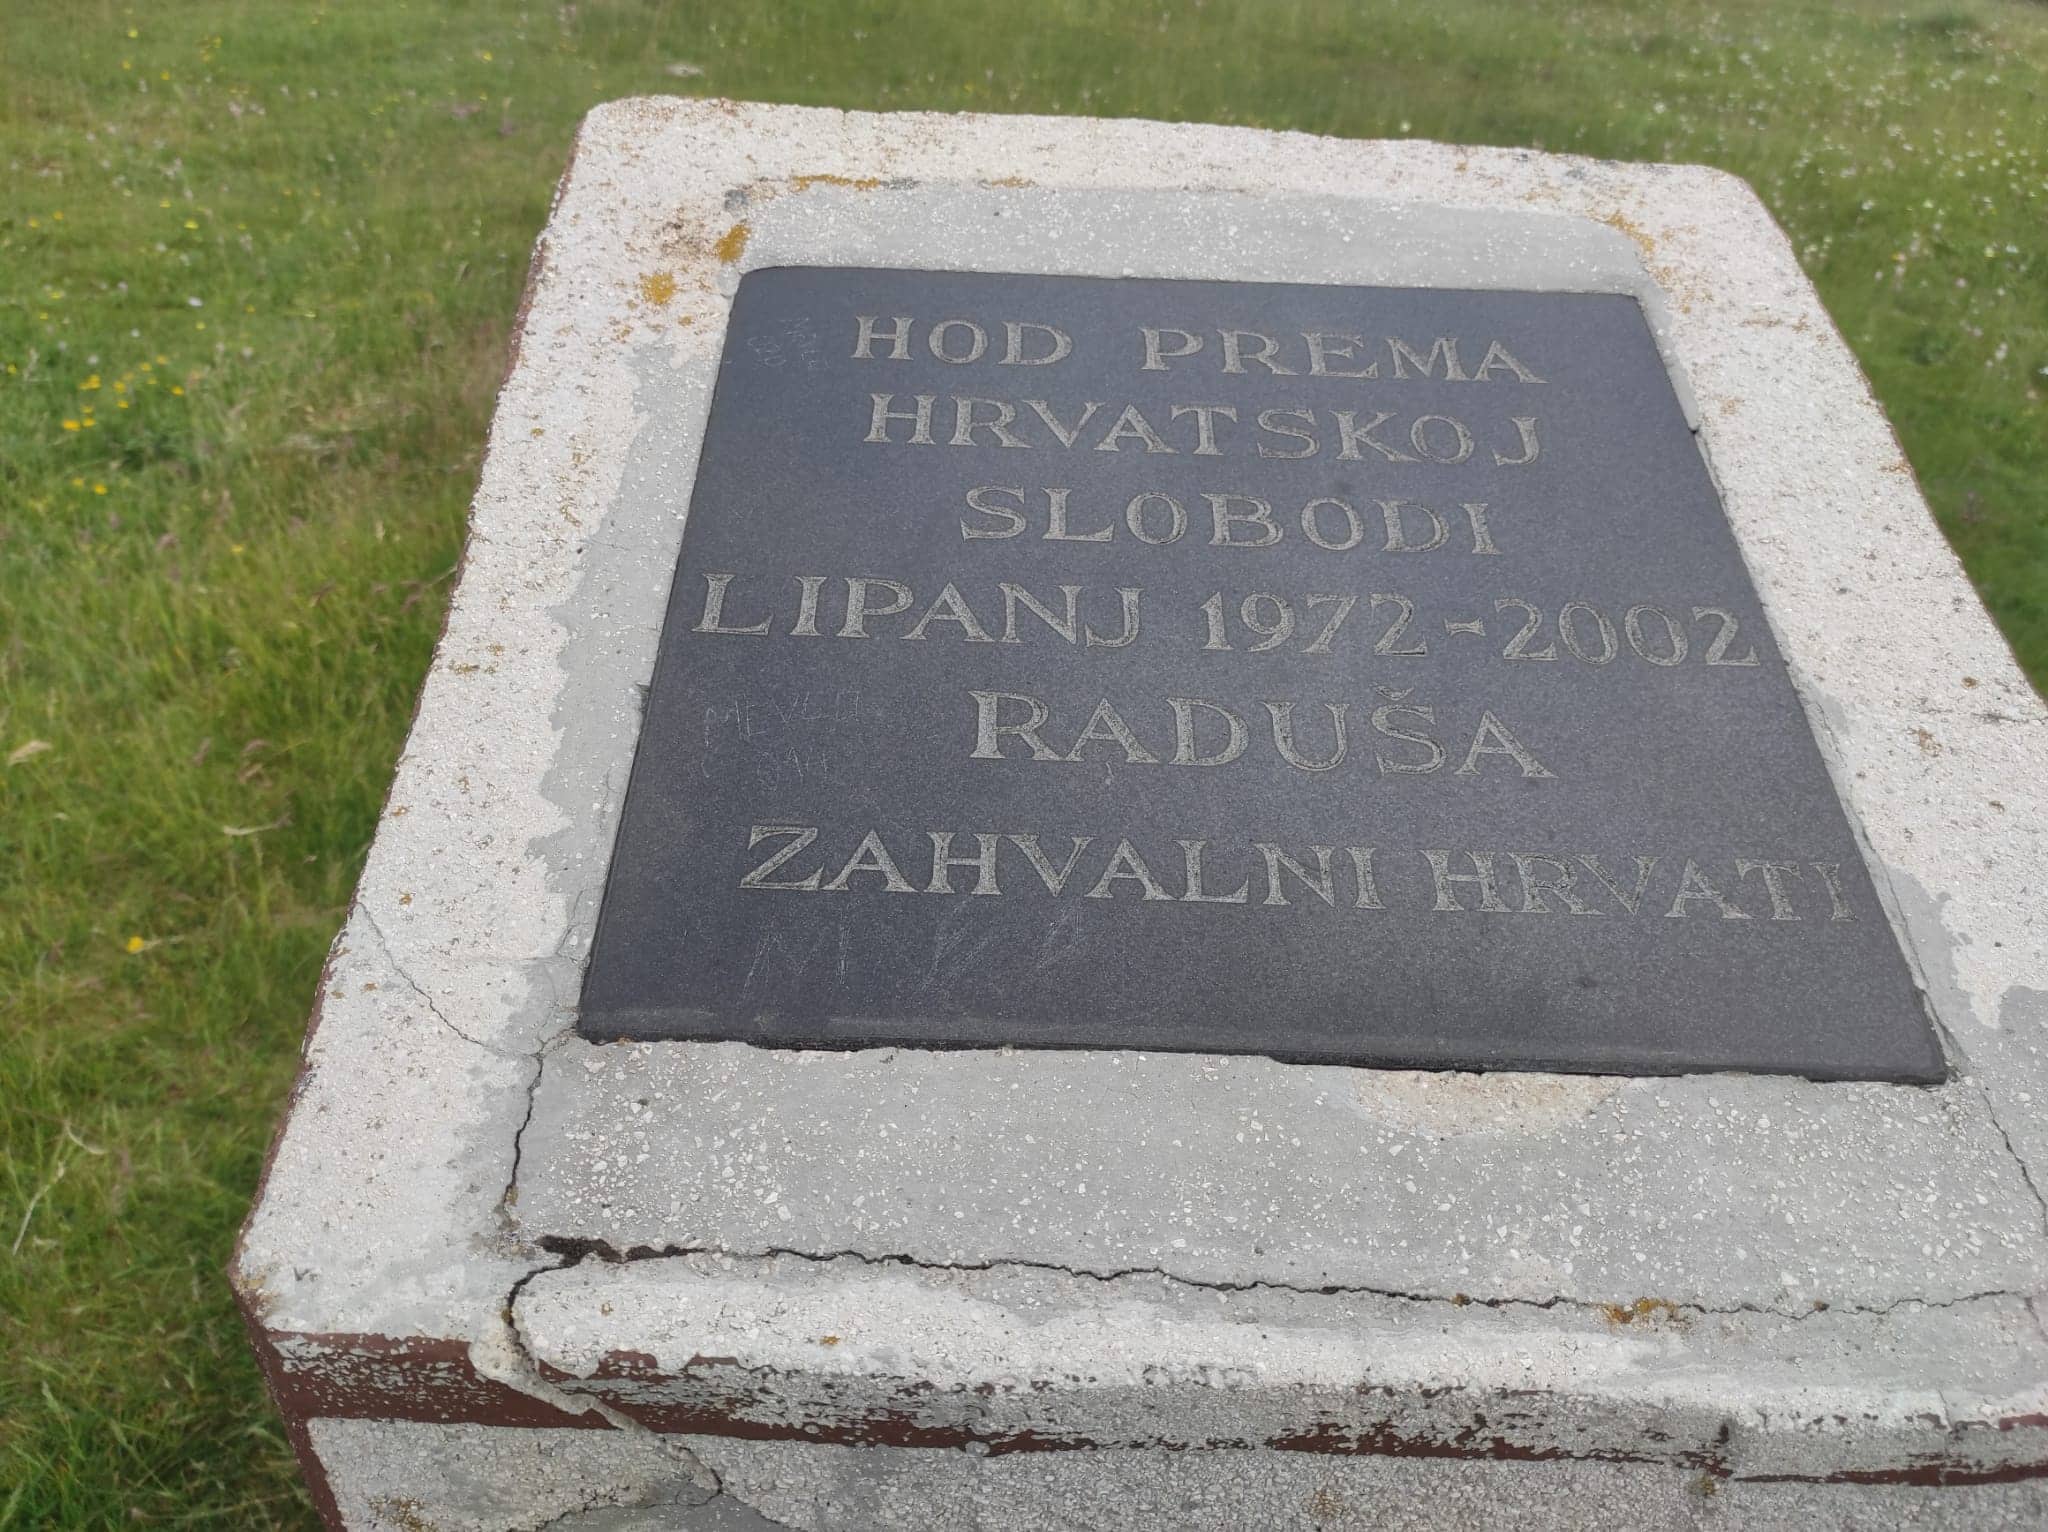 HOD PREMA
HRVATSKOJ
SLOBODI
LIPANJ 1972-2002
RADUŠA
ZAHVALNI HRVATI